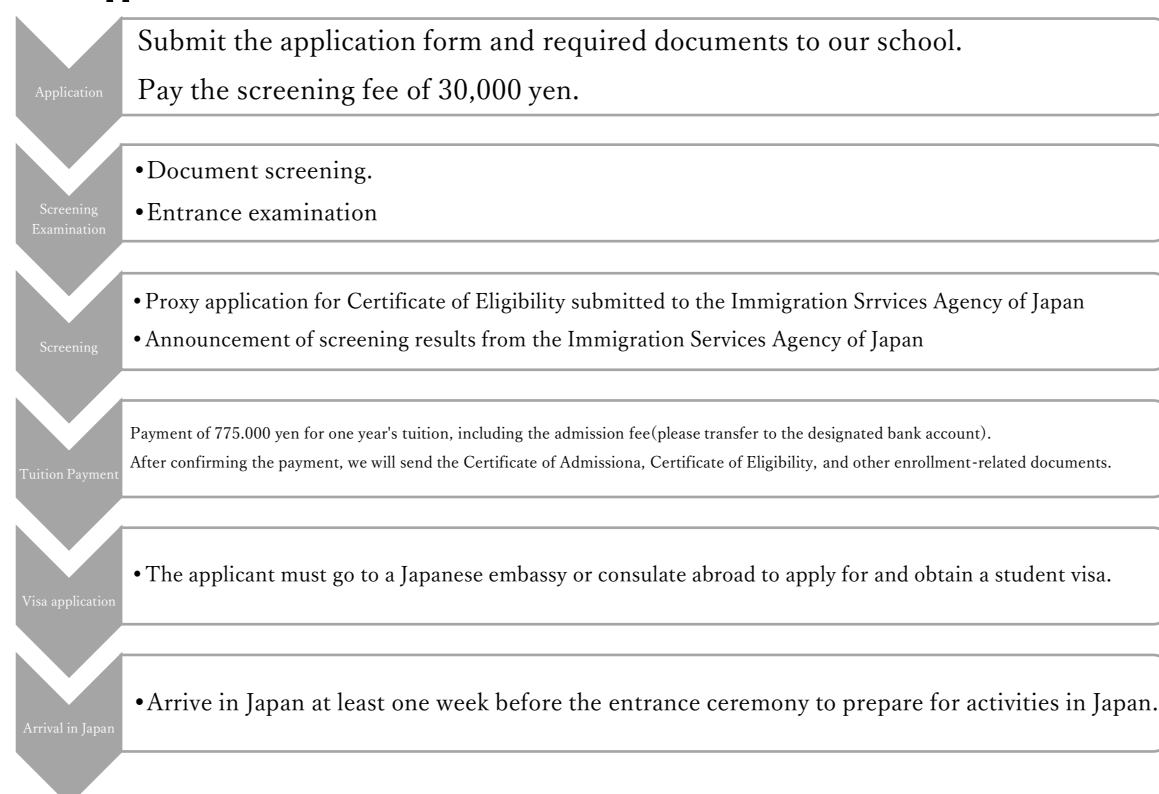 Application
Submit the application form and required documents to our school.
Pay the screening fee of 30,000 yen.
Screening
Examination
•Document screening.
•Entrance examination
Screening
•Proxy application for Certificate of Eligibility submitted to the Immigration Srrvices Agency of Japan
•Announcement of screening results from the Immigration Services Agency of Japan
Tuition Payment
Payment of 775.000 yen for one year's tuition, including the admission fee(please transfer to the designated bank account).
After confirming the payment, we will send the Certificate of Admissiona, Certificate of Eligibility, and other enrollment-related documents.
Visa application
•The applicant must go to a Japanese embassy or consulate abroad to apply for and obtain a student visa.
Arrival in Japan
•Arrive in Japan at least one week before the entrance ceremony to prepare for activities in Japan.